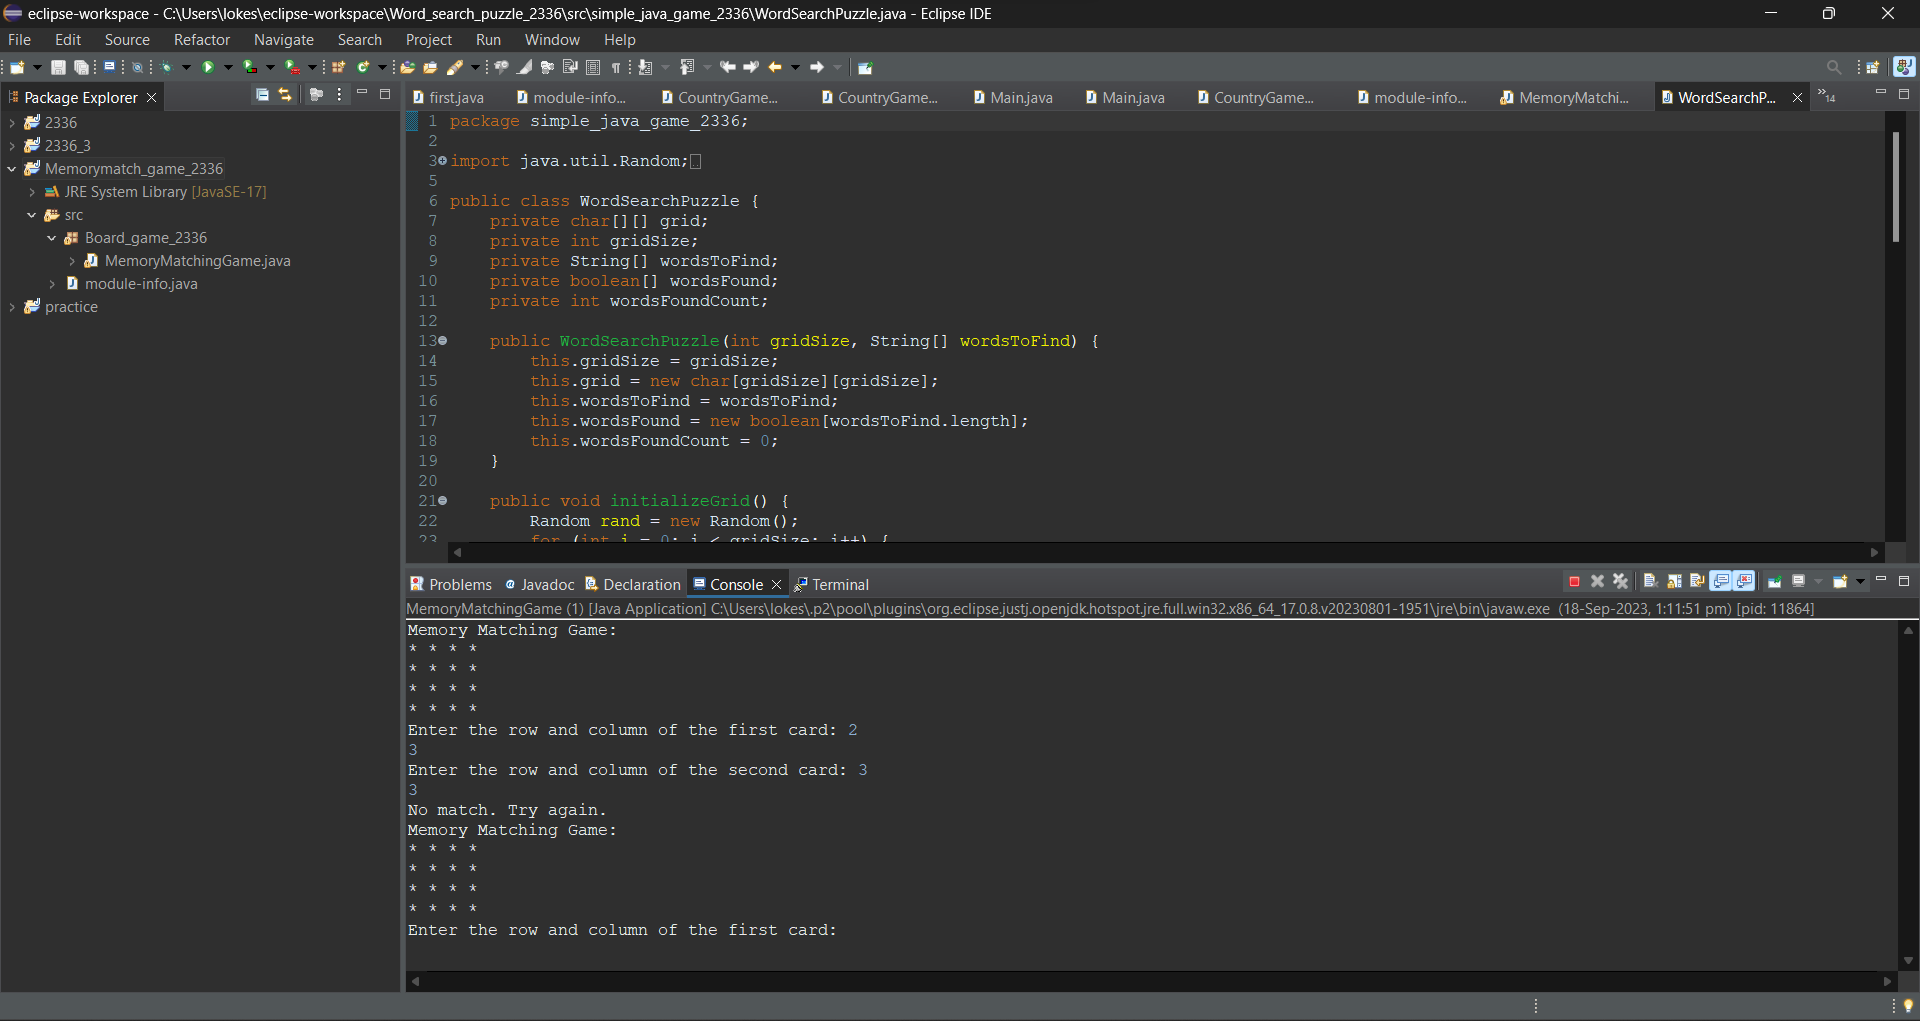 eclipse-workspace - C:\Users\lokes\eclipse-workspace\Word_search_puzzle_2336\src\simple_java_game_2336\WordSearchPuzzle.java - Eclipse IDE
File Edit Source Refactor Navigate Search Project Run Window Help
Package Explorer
2336
2336_3
Memorymatch_game_2336
JRE System Library [JavaSE-17]
src
Board_game_2336
MemoryMatchingGame.java
module-info.java
practice
first.java module-info... CountryGame... CountryGame... Main.java Main.java CountryGame... module-info... MemoryMatchi... WordSearchP... »14
1 package simple_java_game_2336;
2
3 import java.util.Random;
5
6 public class WordSearchPuzzle {
7 private char[][] grid;
8 private int gridSize;
9 private String[] wordsToFind;
10 private boolean[] wordsFound;
11 private int wordsFoundCount;
12
13 public WordSearchPuzzle(int gridSize, String[] wordsToFind) {
14 this.gridSize = gridSize;
15 this.grid = new char[gridSize][gridSize];
16 this.wordsToFind = wordsToFind;
17 this.wordsFound = new boolean[wordsToFind.length];
18 this.wordsFoundCount = 0;
19 }
20
21 public void initializeGrid() {
22 Random rand = new Random();
23 for (int i = 0; i < gridSize; i++) {
Problems Javadoc Declaration Console Terminal
MemoryMatchingGame (1) [Java Application] C:\Users\lokes\.p2\pool\plugins\org.eclipse.justj.openjdk.hotspot.jre.full.win32.x86_64_17.0.8.v20230801-1951\jre\bin\javaw.exe (18-Sep-2023, 1:11:51 pm) [pid: 11864]
Memory Matching Game:
* * * *
* * * *
* * * *
* * * *
Enter the row and column of the first card: 2
3
Enter the row and column of the second card: 3
3
No match. Try again.
Memory Matching Game:
* * * *
* * * *
* * * *
* * * *
Enter the row and column of the first card: